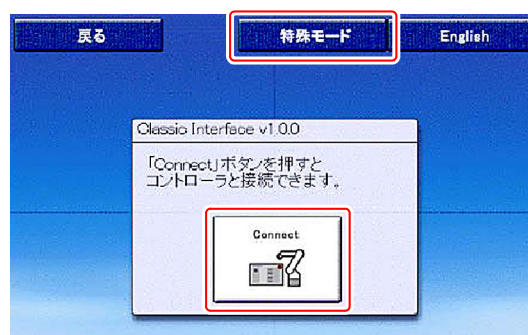 戻る
特殊モード
English
Classic Interface v1.0.0
「Connect」ボタンを押すと
コントローラと接続できます。
Connect